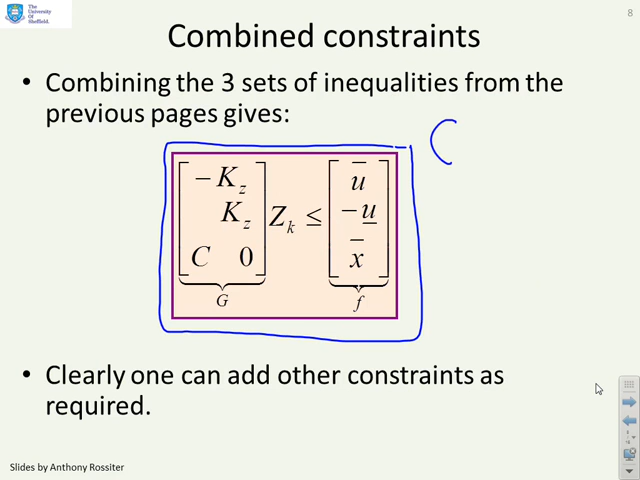 The
University
Of
Sheffield.
8
Combined constraints
• Combining the 3 sets of inequalities from the
previous pages gives:
[ −K_z ; K_z ; C 0 ] Z_k ≤ [ u̅ ; −u̲ ; x̅ ]
G f
(
• Clearly one can add other constraints as
required.
Slides by Anthony Rossiter